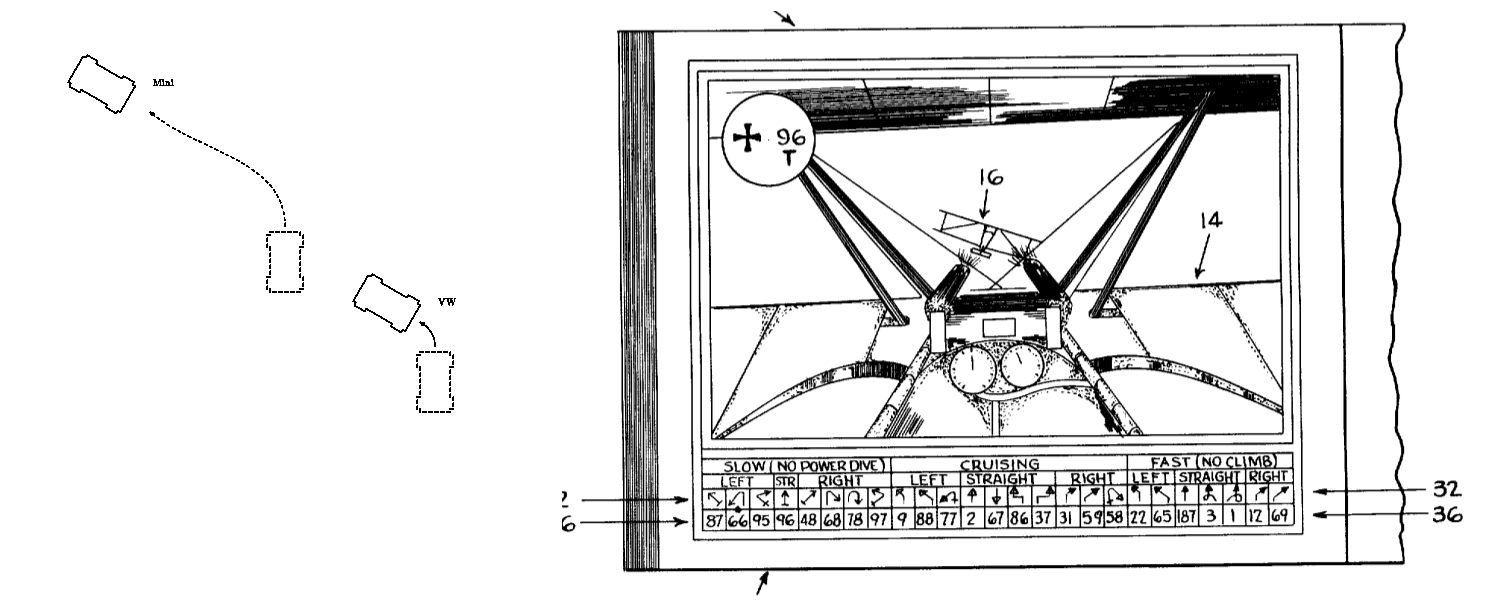 Mini
VW
96
T
16
14
SLOW (NO POWER DIVE) CRUISING FAST (NO CLIMB)
LEFT STR RIGHT LEFT STRAIGHT RIGHT LEFT STRAIGHT RIGHT
32
87 66 95 96 48 68 78 97 9 88 77 2 67 86 37 31 59 58 22 65 187 3 1 12 69
6 36